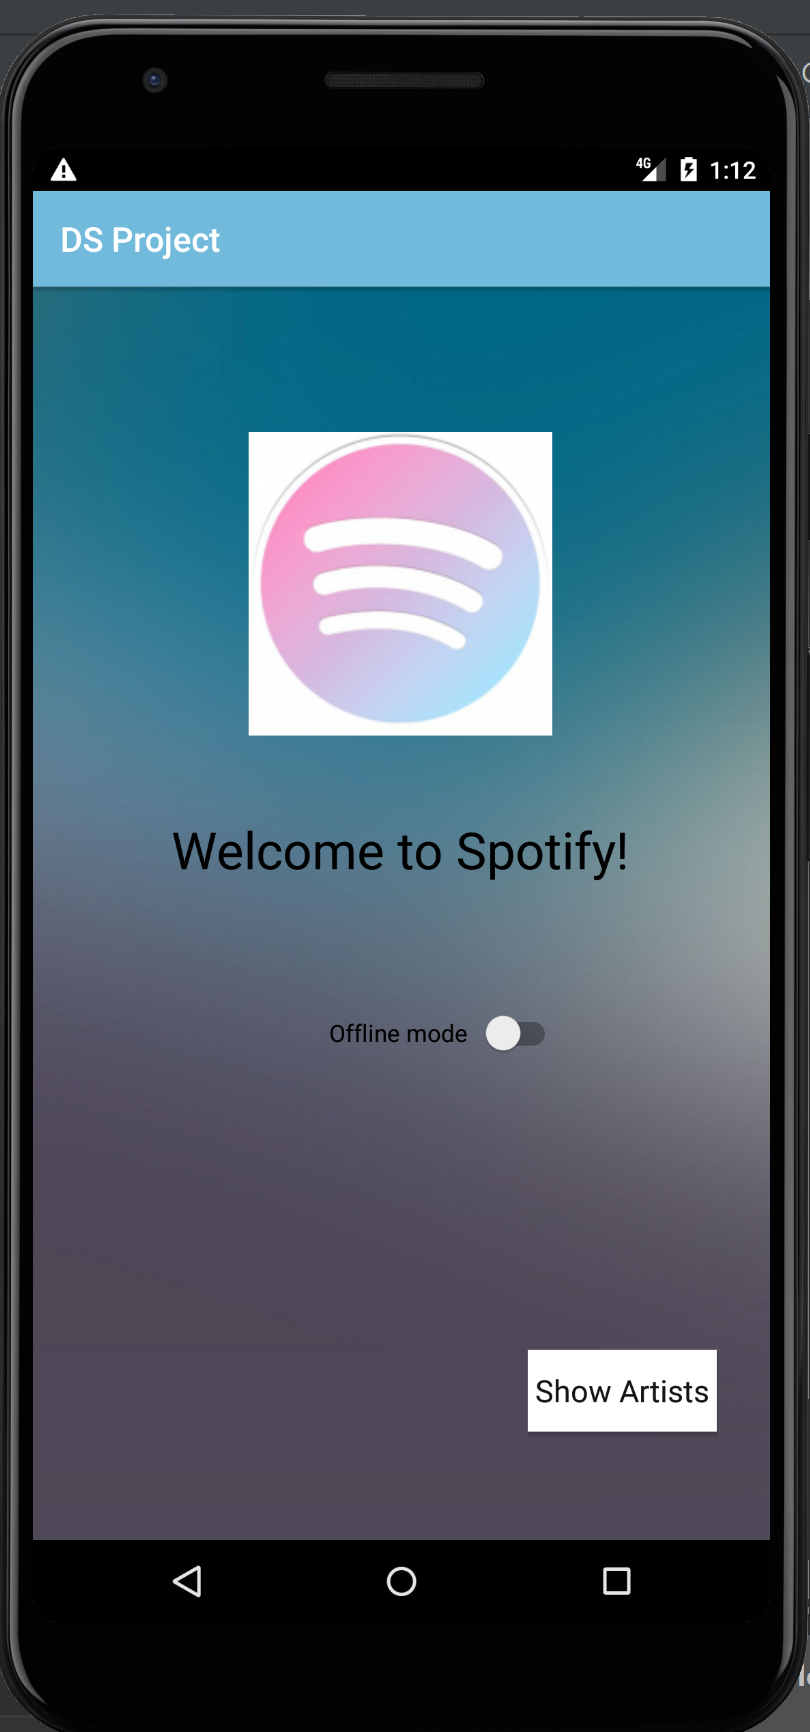 4G 1:12
DS Project
Welcome to Spotify!
Offline mode
Show Artists